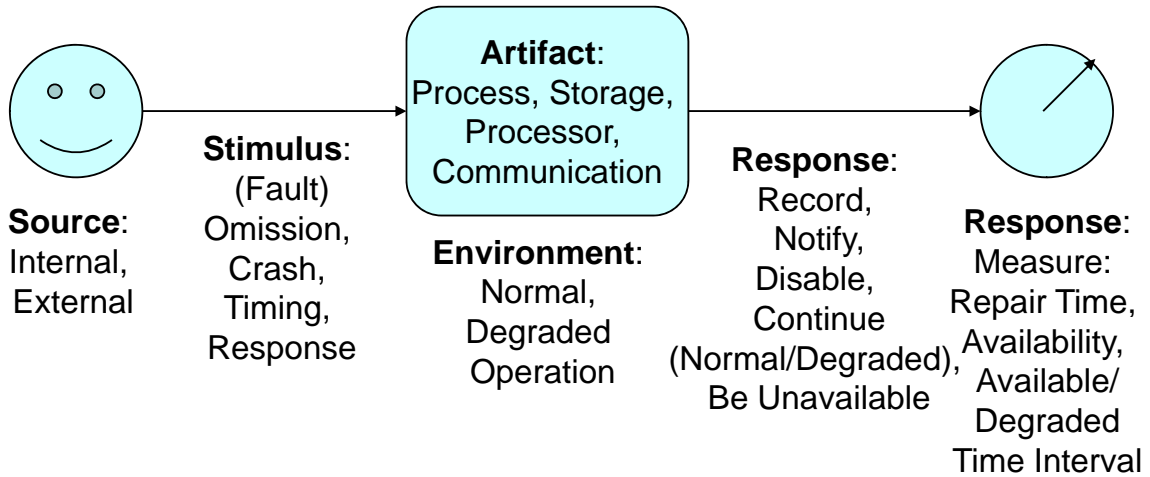 Source:
Internal,
External
Stimulus:
(Fault)
Omission,
Crash,
Timing,
Response
Artifact:
Process, Storage,
Processor,
Communication
Environment:
Normal,
Degraded
Operation
Response:
Record,
Notify,
Disable,
Continue
(Normal/Degraded),
Be Unavailable
Response:
Measure:
Repair Time,
Availability,
Available/
Degraded
Time Interval